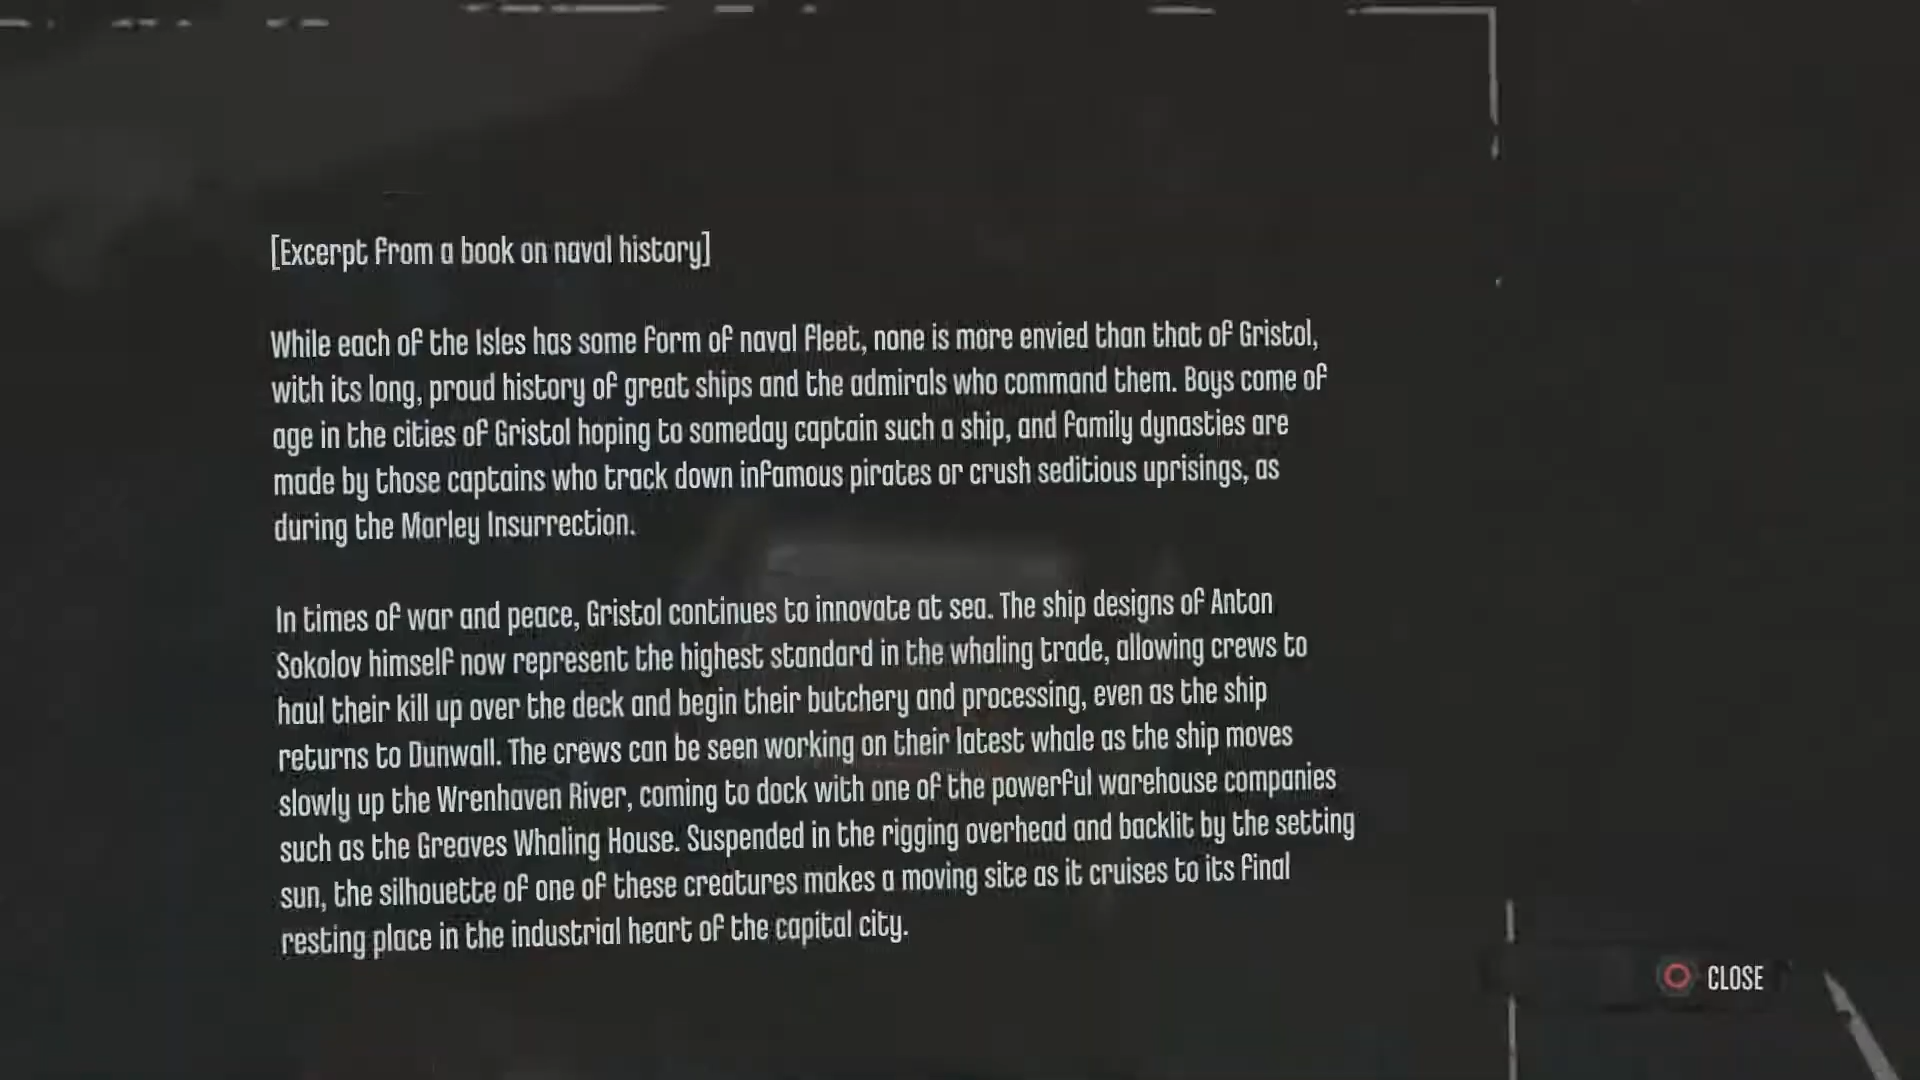 [Excerpt from a book on naval history]
While each of the Isles has some form of naval fleet, none is more envied than that of Gristol,
with its long, proud history of great ships and the admirals who command them. Boys come of
age in the cities of Gristol hoping to someday captain such a ship, and family dynasties are
made by those captains who track down infamous pirates or crush seditious uprisings, as
during the Morley Insurrection.
In times of war and peace, Gristol continues to innovate at sea. The ship designs of Anton
Sokolov himself now represent the highest standard in the whaling trade, allowing crews to
haul their kill up over the deck and begin their butchery and processing, even as the ship
returns to Dunwall. The crews can be seen working on their latest whale as the ship moves
slowly up the Wrenhaven River, coming to dock with one of the powerful warehouse companies
such as the Greaves Whaling House. Suspended in the rigging overhead and backlit by the setting
sun, the silhouette of one of these creatures makes a moving site as it cruises to its final
resting place in the industrial heart of the capital city.
CLOSE